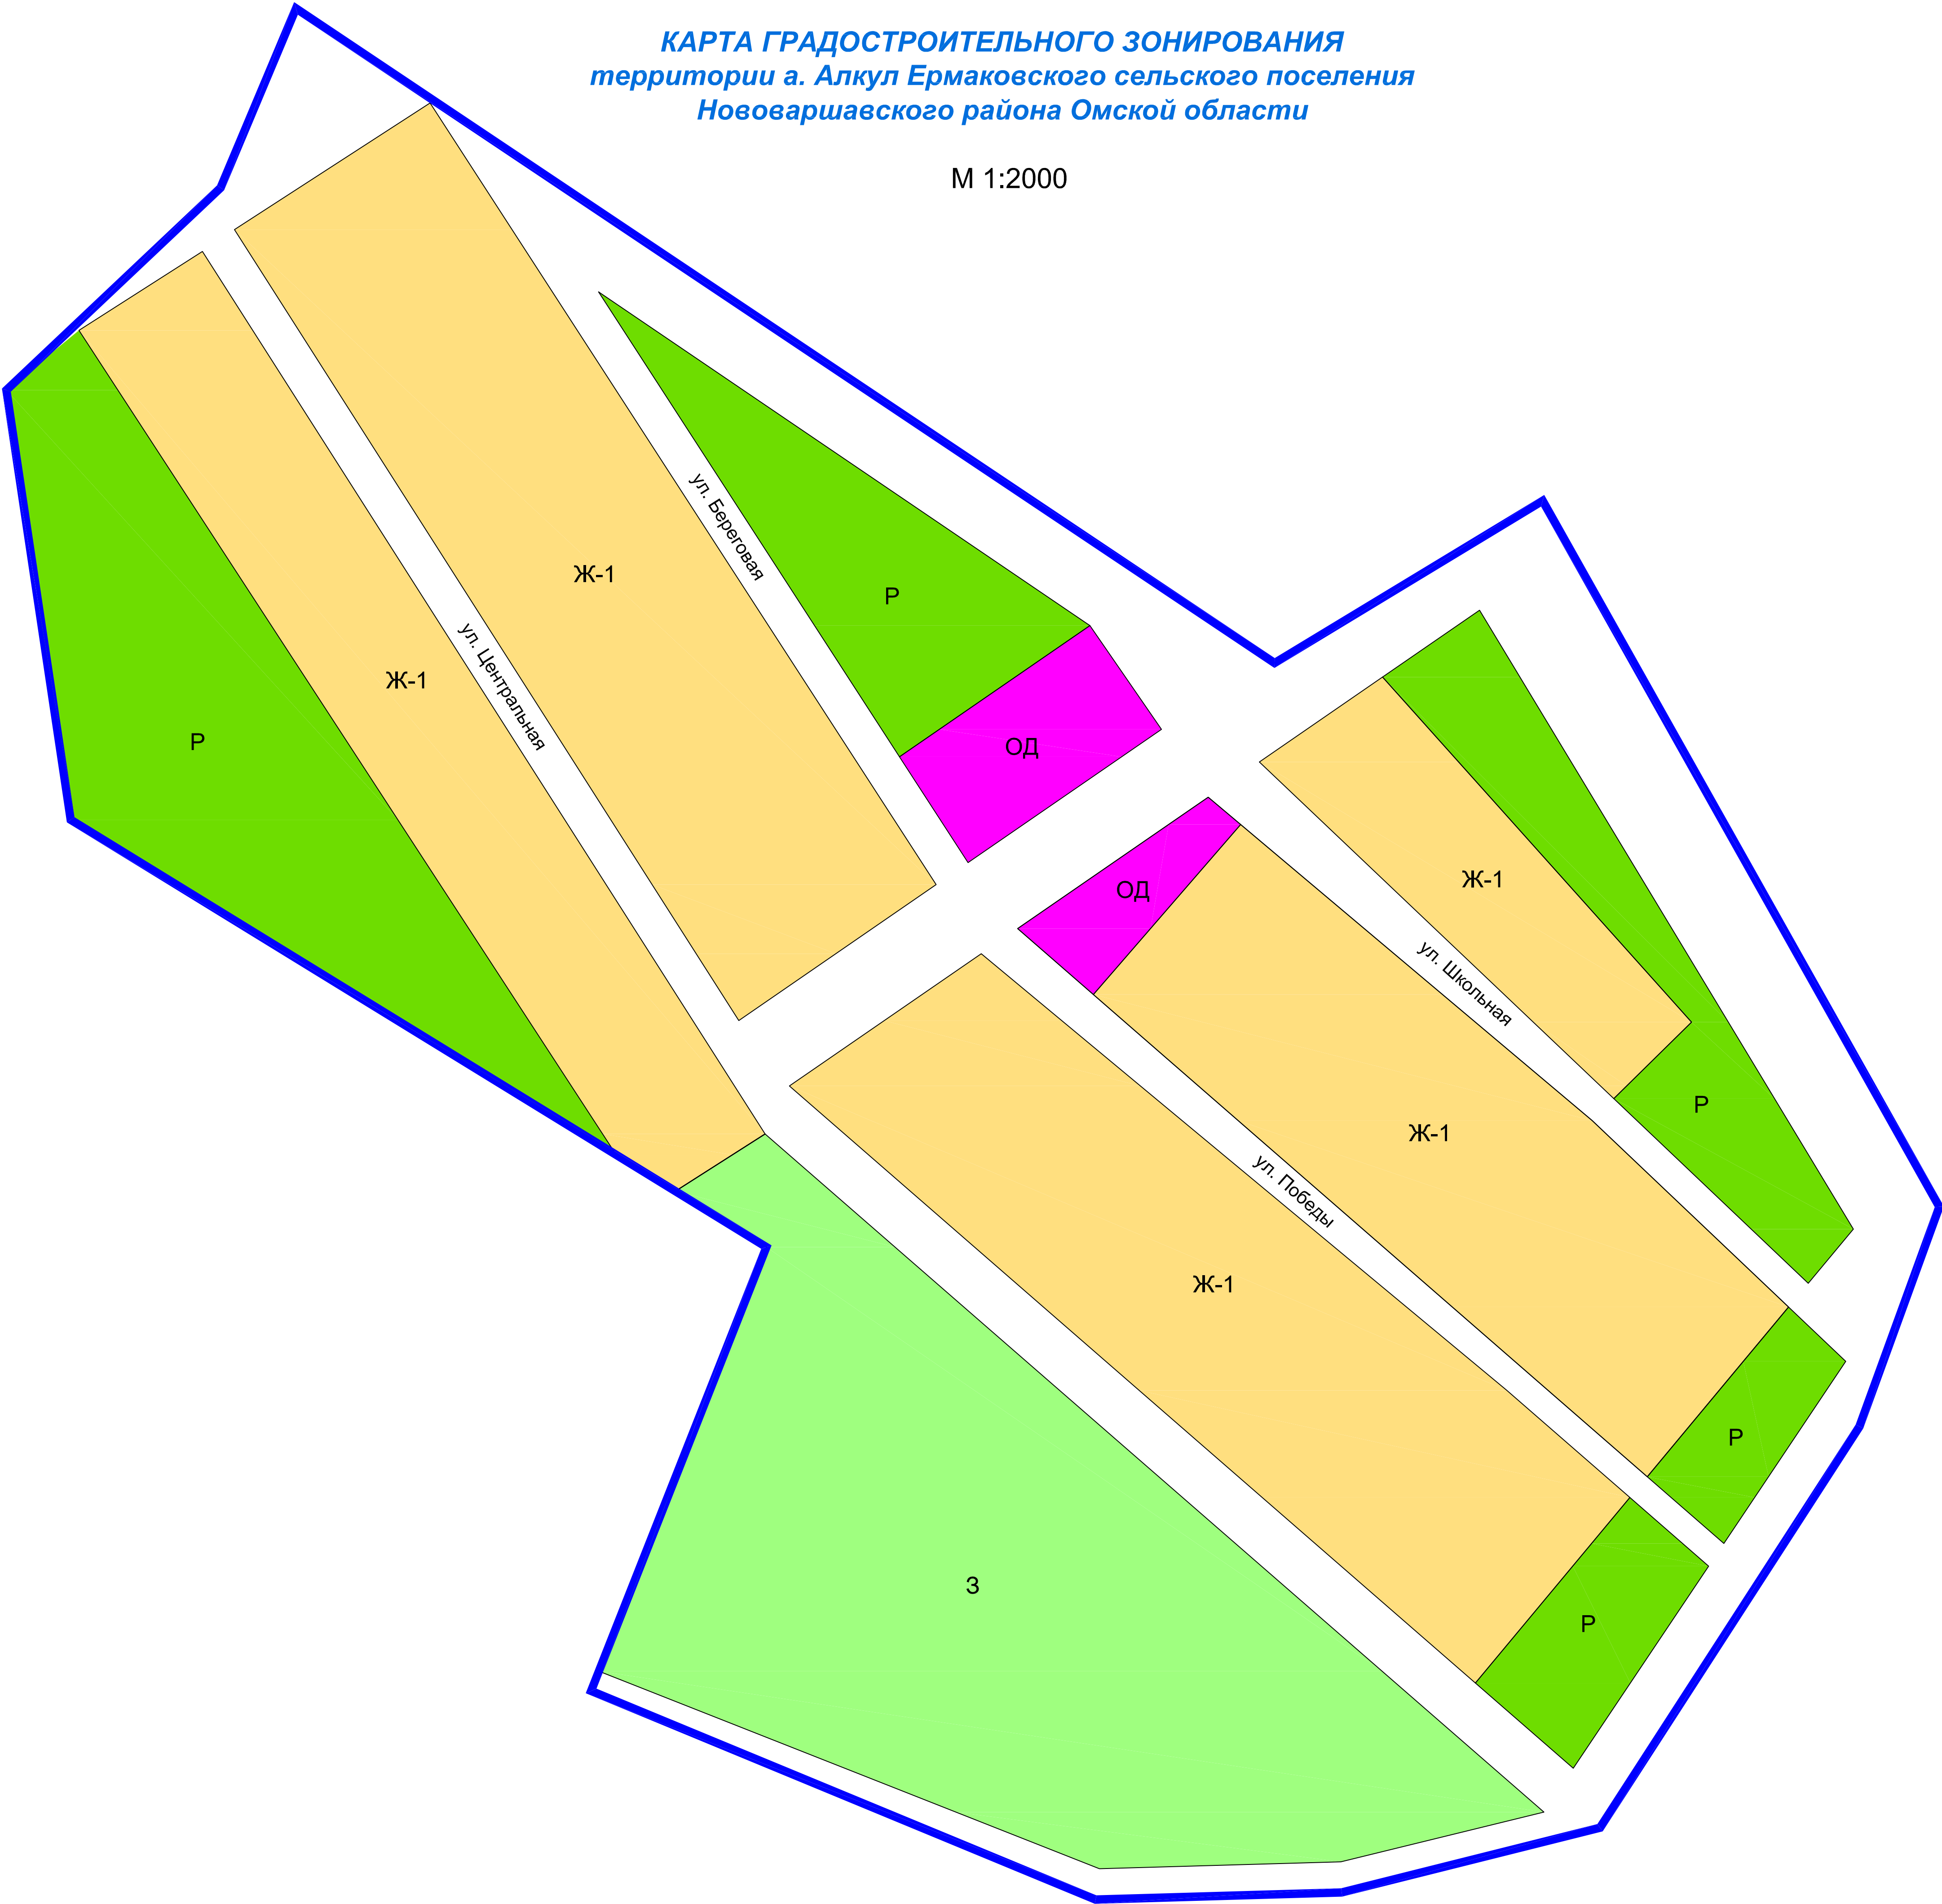 КАРТА ГРАДОСТРОИТЕЛЬНОГО ЗОНИРОВАНИЯ
территории а. Алкул Ермаковского сельского поселения
Нововаршавского района Омской области
М 1:2000
Ж-1
ул. Береговая
Р
Ж-1
ул. Центральная
Р
ОД
ОД
Ж-1
ул. Школьная
Р
Ж-1
ул. Победы
Ж-1
Р
З
Р